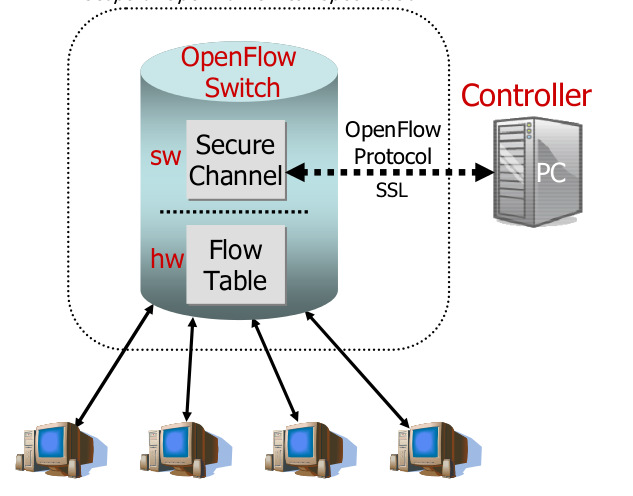 OpenFlow
Switch
Controller
sw
Secure
Channel
OpenFlow
Protocol
SSL
PC
hw
Flow
Table